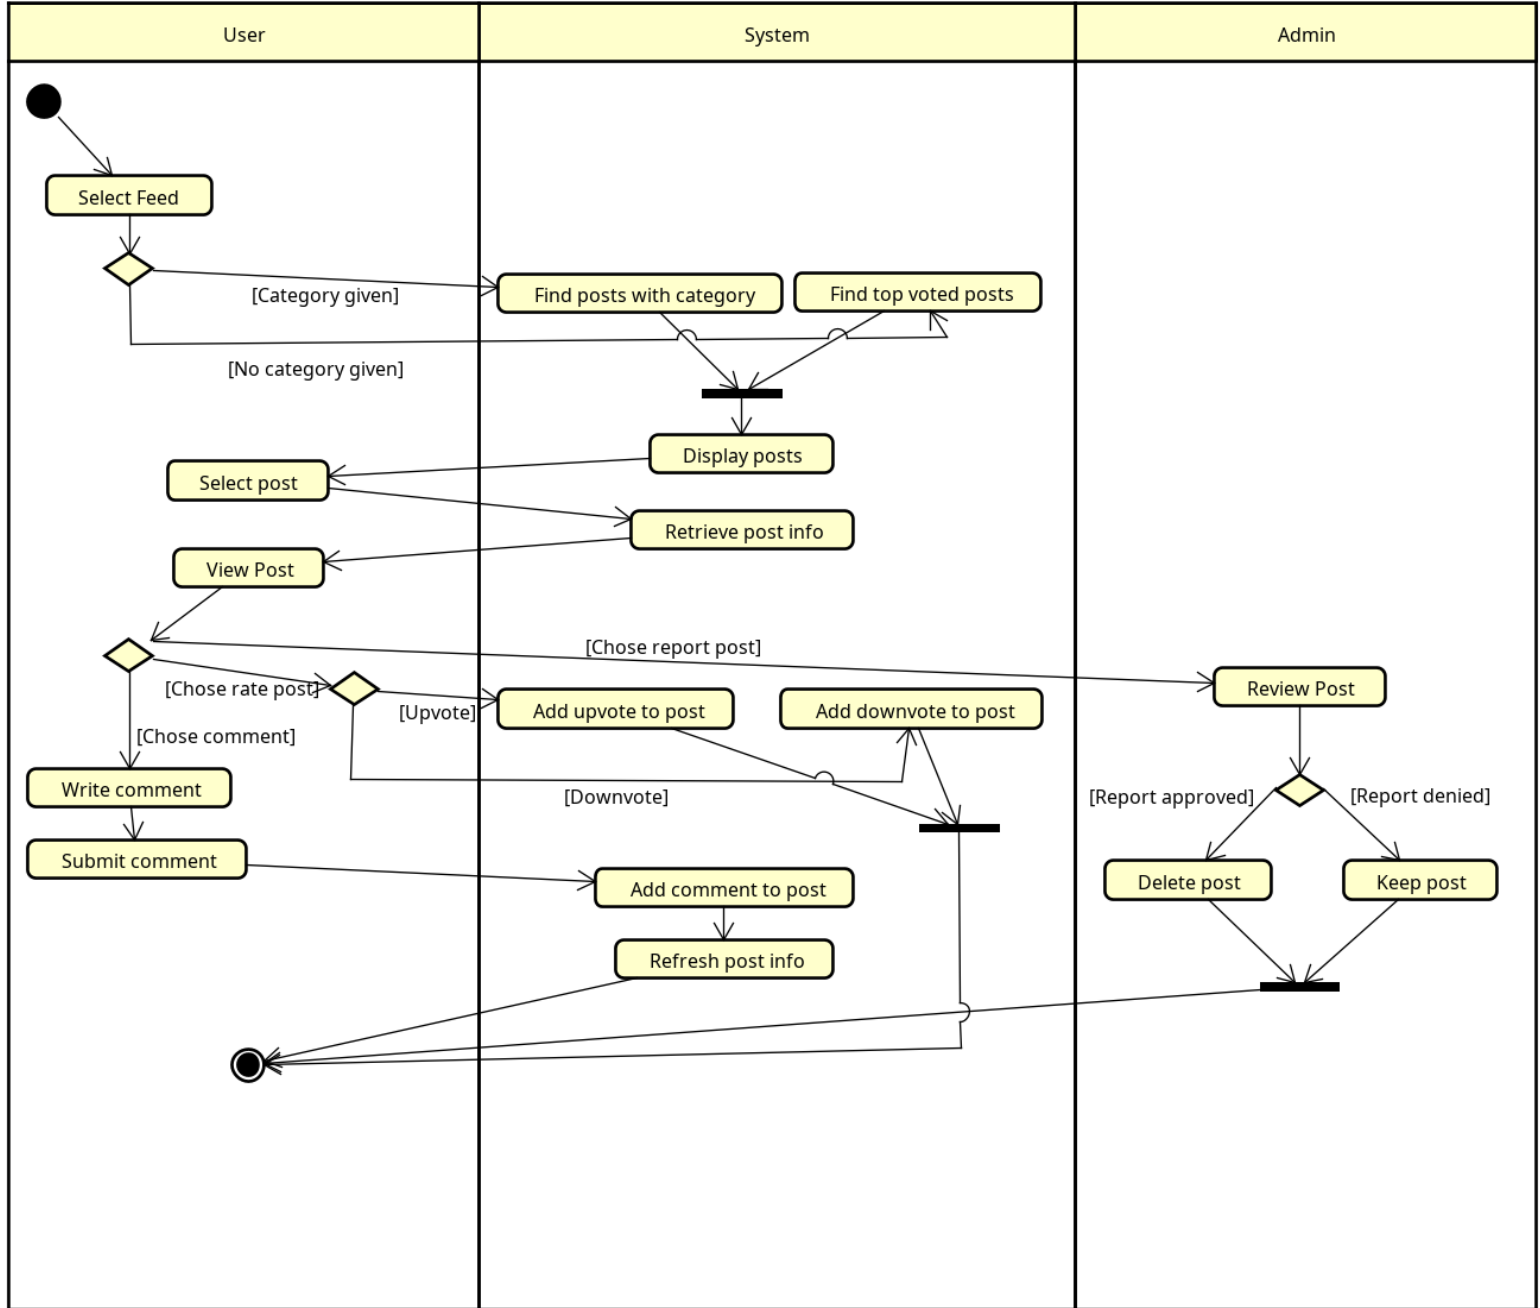 User
System
Admin
Select Feed
[Category given]
Find posts with category
Find top voted posts
[No category given]
Display posts
Select post
Retrieve post info
View Post
[Chose report post]
[Chose rate post]
Review Post
[Upvote]
Add upvote to post
Add downvote to post
[Chose comment]
Write comment
[Downvote]
[Report approved]
[Report denied]
Submit comment
Add comment to post
Delete post
Keep post
Refresh post info